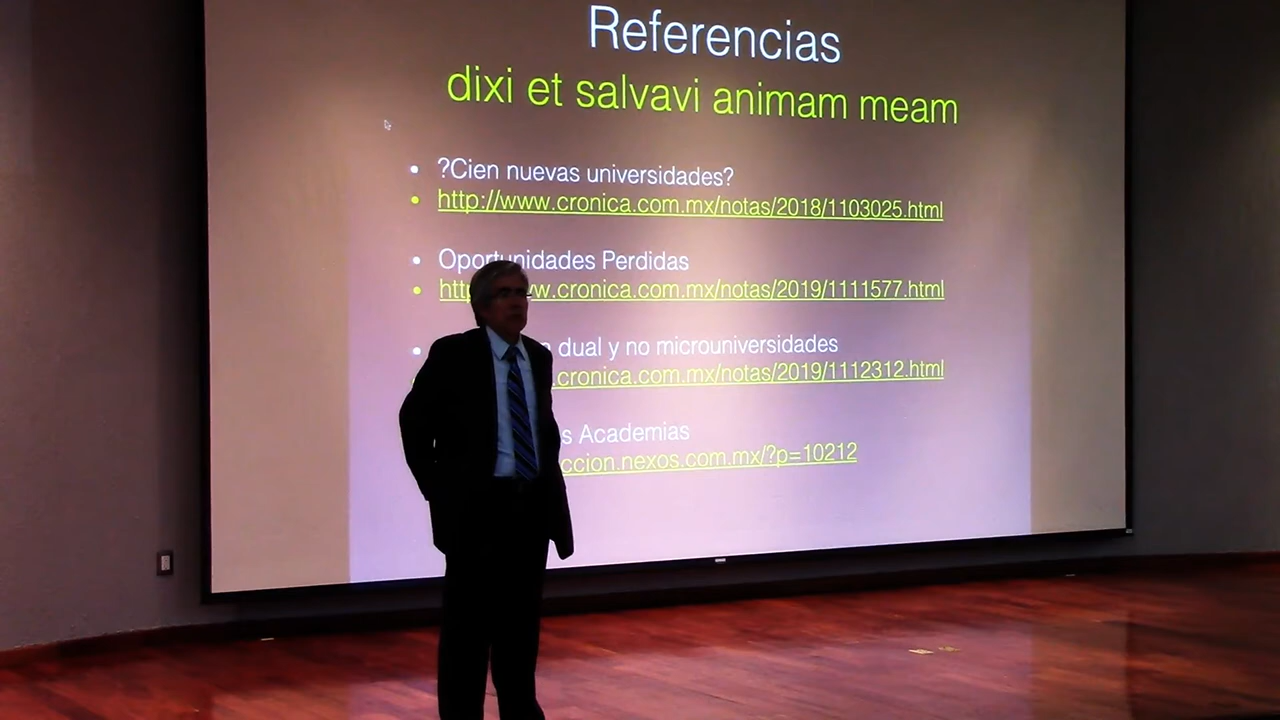 Referencias
dixi et salvavi animam meam
• ?Cien nuevas universidades?
• http://www.cronica.com.mx/notas/2018/1103025.html
• Oportunidades Perdidas
• cronica.com.mx/notas/2019/1111577.html
• dual y no microuniversidades
cronica.com.mx/notas/2019/1112312.html
Academias
nexos.com.mx/?p=10212